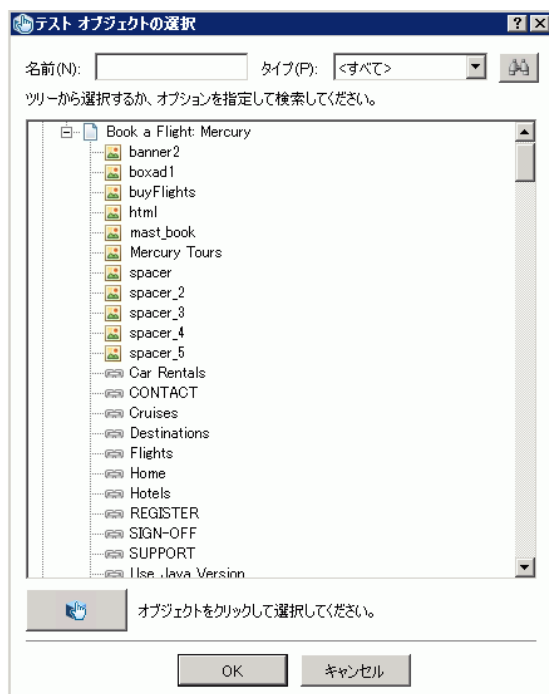 テスト オブジェクトの選択
名前(N):
タイプ(P):
<すべて>
ツリーから選択するか、オプションを指定して検索してください。
Book a Flight: Mercury
banner2
boxad1
buyFlights
html
mast_book
Mercury Tours
spacer
spacer_2
spacer_3
spacer_4
spacer_5
Car Rentals
CONTACT
Cruises
Destinations
Flights
Home
Hotels
REGISTER
SIGN-OFF
SUPPORT
Use Java Version
オブジェクトをクリックして選択してください。
OK
キャンセル